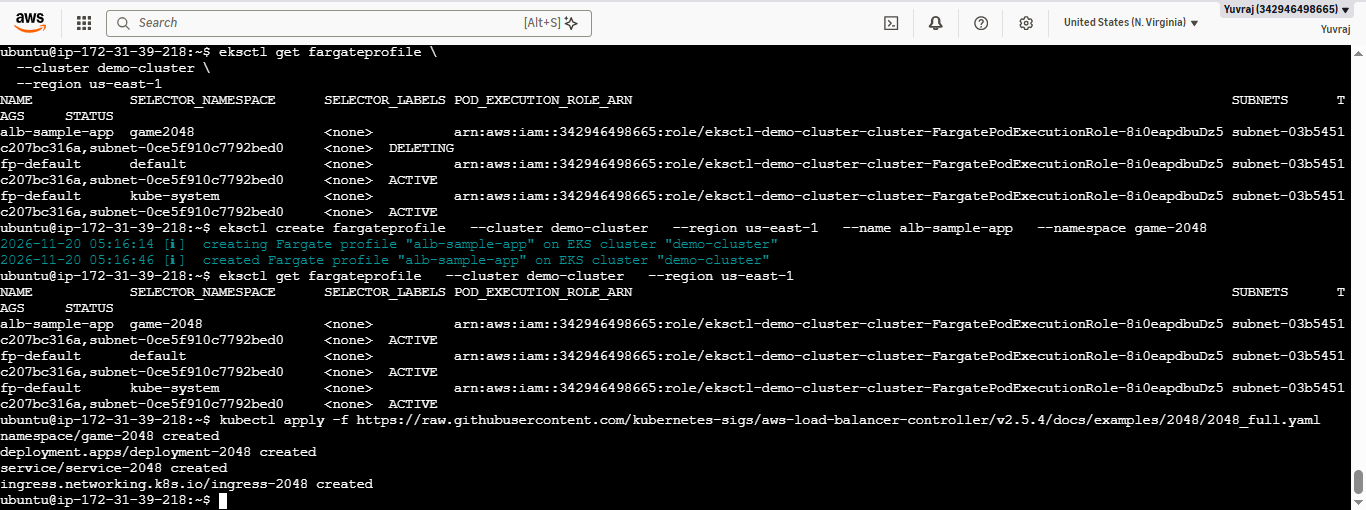 aws
Search
[Alt+S]
United States (N. Virginia)
Yuvraj (342946498665)
Yuvraj
ubuntu@ip-172-31-39-218:~$ eksctl get fargateprofile \
  --cluster demo-cluster \
  --region us-east-1
NAME            SELECTOR_NAMESPACE      SELECTOR_LABELS POD_EXECUTION_ROLE_ARN                                                                          SUBNETS      T
AGS     STATUS
alb-sample-app  game2048                <none>          arn:aws:iam::342946498665:role/eksctl-demo-cluster-cluster-FargatePodExecutionRole-8i0eapdbuDz5 subnet-03b5451
c207bc316a,subnet-0ce5f910c7792bed0     <none>  DELETING
fp-default      default                 <none>          arn:aws:iam::342946498665:role/eksctl-demo-cluster-cluster-FargatePodExecutionRole-8i0eapdbuDz5 subnet-03b5451
c207bc316a,subnet-0ce5f910c7792bed0     <none>  ACTIVE
fp-default      kube-system             <none>          arn:aws:iam::342946498665:role/eksctl-demo-cluster-cluster-FargatePodExecutionRole-8i0eapdbuDz5 subnet-03b5451
c207bc316a,subnet-0ce5f910c7792bed0     <none>  ACTIVE
ubuntu@ip-172-31-39-218:~$ eksctl create fargateprofile   --cluster demo-cluster   --region us-east-1   --name alb-sample-app   --namespace game-2048
2026-11-20 05:16:14 [ℹ]  creating Fargate profile "alb-sample-app" on EKS cluster "demo-cluster"
2026-11-20 05:16:46 [ℹ]  created Fargate profile "alb-sample-app" on EKS cluster "demo-cluster"
ubuntu@ip-172-31-39-218:~$ eksctl get fargateprofile   --cluster demo-cluster   --region us-east-1
NAME            SELECTOR_NAMESPACE      SELECTOR_LABELS POD_EXECUTION_ROLE_ARN                                                                          SUBNETS      T
AGS     STATUS
alb-sample-app  game-2048               <none>          arn:aws:iam::342946498665:role/eksctl-demo-cluster-cluster-FargatePodExecutionRole-8i0eapdbuDz5 subnet-03b5451
c207bc316a,subnet-0ce5f910c7792bed0     <none>  ACTIVE
fp-default      default                 <none>          arn:aws:iam::342946498665:role/eksctl-demo-cluster-cluster-FargatePodExecutionRole-8i0eapdbuDz5 subnet-03b5451
c207bc316a,subnet-0ce5f910c7792bed0     <none>  ACTIVE
fp-default      kube-system             <none>          arn:aws:iam::342946498665:role/eksctl-demo-cluster-cluster-FargatePodExecutionRole-8i0eapdbuDz5 subnet-03b5451
c207bc316a,subnet-0ce5f910c7792bed0     <none>  ACTIVE
ubuntu@ip-172-31-39-218:~$ kubectl apply -f https://raw.githubusercontent.com/kubernetes-sigs/aws-load-balancer-controller/v2.5.4/docs/examples/2048/2048_full.yaml
namespace/game-2048 created
deployment.apps/deployment-2048 created
service/service-2048 created
ingress.networking.k8s.io/ingress-2048 created
ubuntu@ip-172-31-39-218:~$